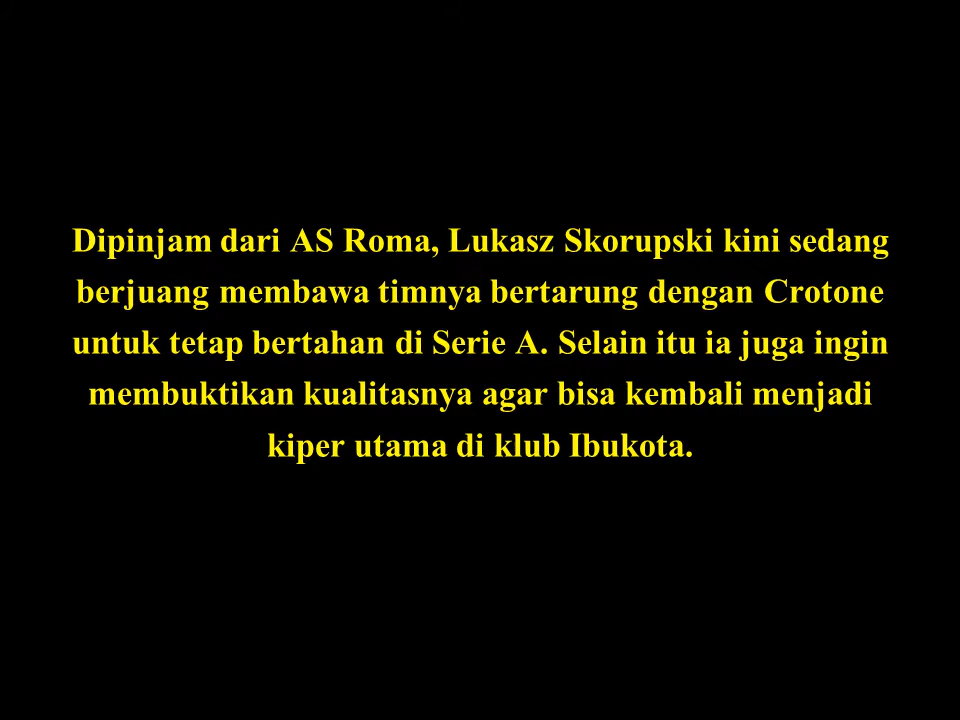 Dipinjam dari AS Roma, Lukasz Skorupski kini sedang
berjuang membawa timnya bertarung dengan Crotone
untuk tetap bertahan di Serie A. Selain itu ia juga ingin
membuktikan kualitasnya agar bisa kembali menjadi
kiper utama di klub Ibukota.